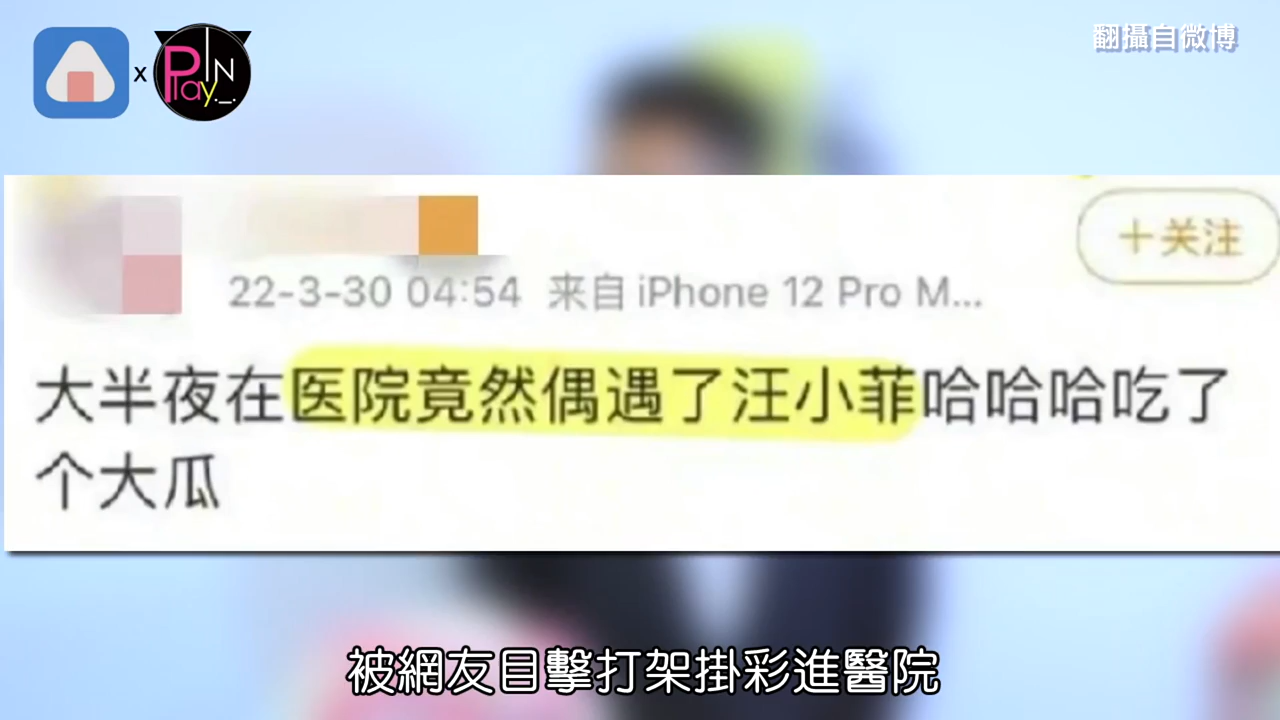 翻攝自微博
x
PlayIN
+关注
22-3-30 04:54 来自 iPhone 12 Pro M...
大半夜在医院竟然偶遇了汪小菲哈哈哈吃了
个大瓜
被網友目擊打架掛彩進醫院